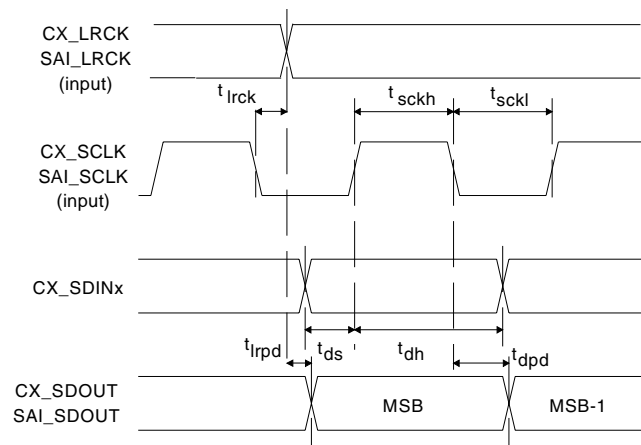 CX_LRCK
SAI_LRCK
(input)
t lrck
t sckh
t sckl
CX_SCLK
SAI_SCLK
(input)
CX_SDINx
t lrpd
t ds
t dh
t dpd
CX_SDOUT
SAI_SDOUT
MSB
MSB-1